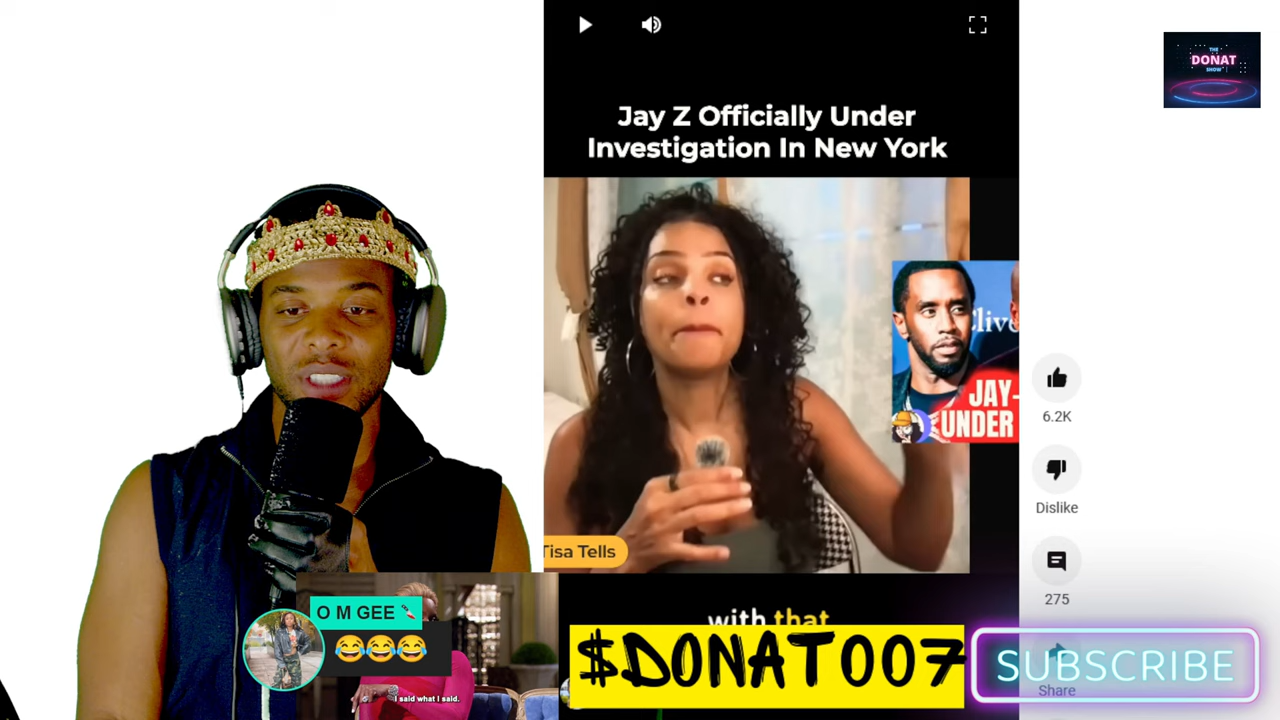 THE
DONAT
SHOW
Jay Z Officially Under
Investigation In New York
Clive
JAY-
UNDER
6.2K
Dislike
275
Tisa Tells
with that
O M GEE
😂😂😂
I said what I said.
$DONAT007
SUBSCRIBE
Share